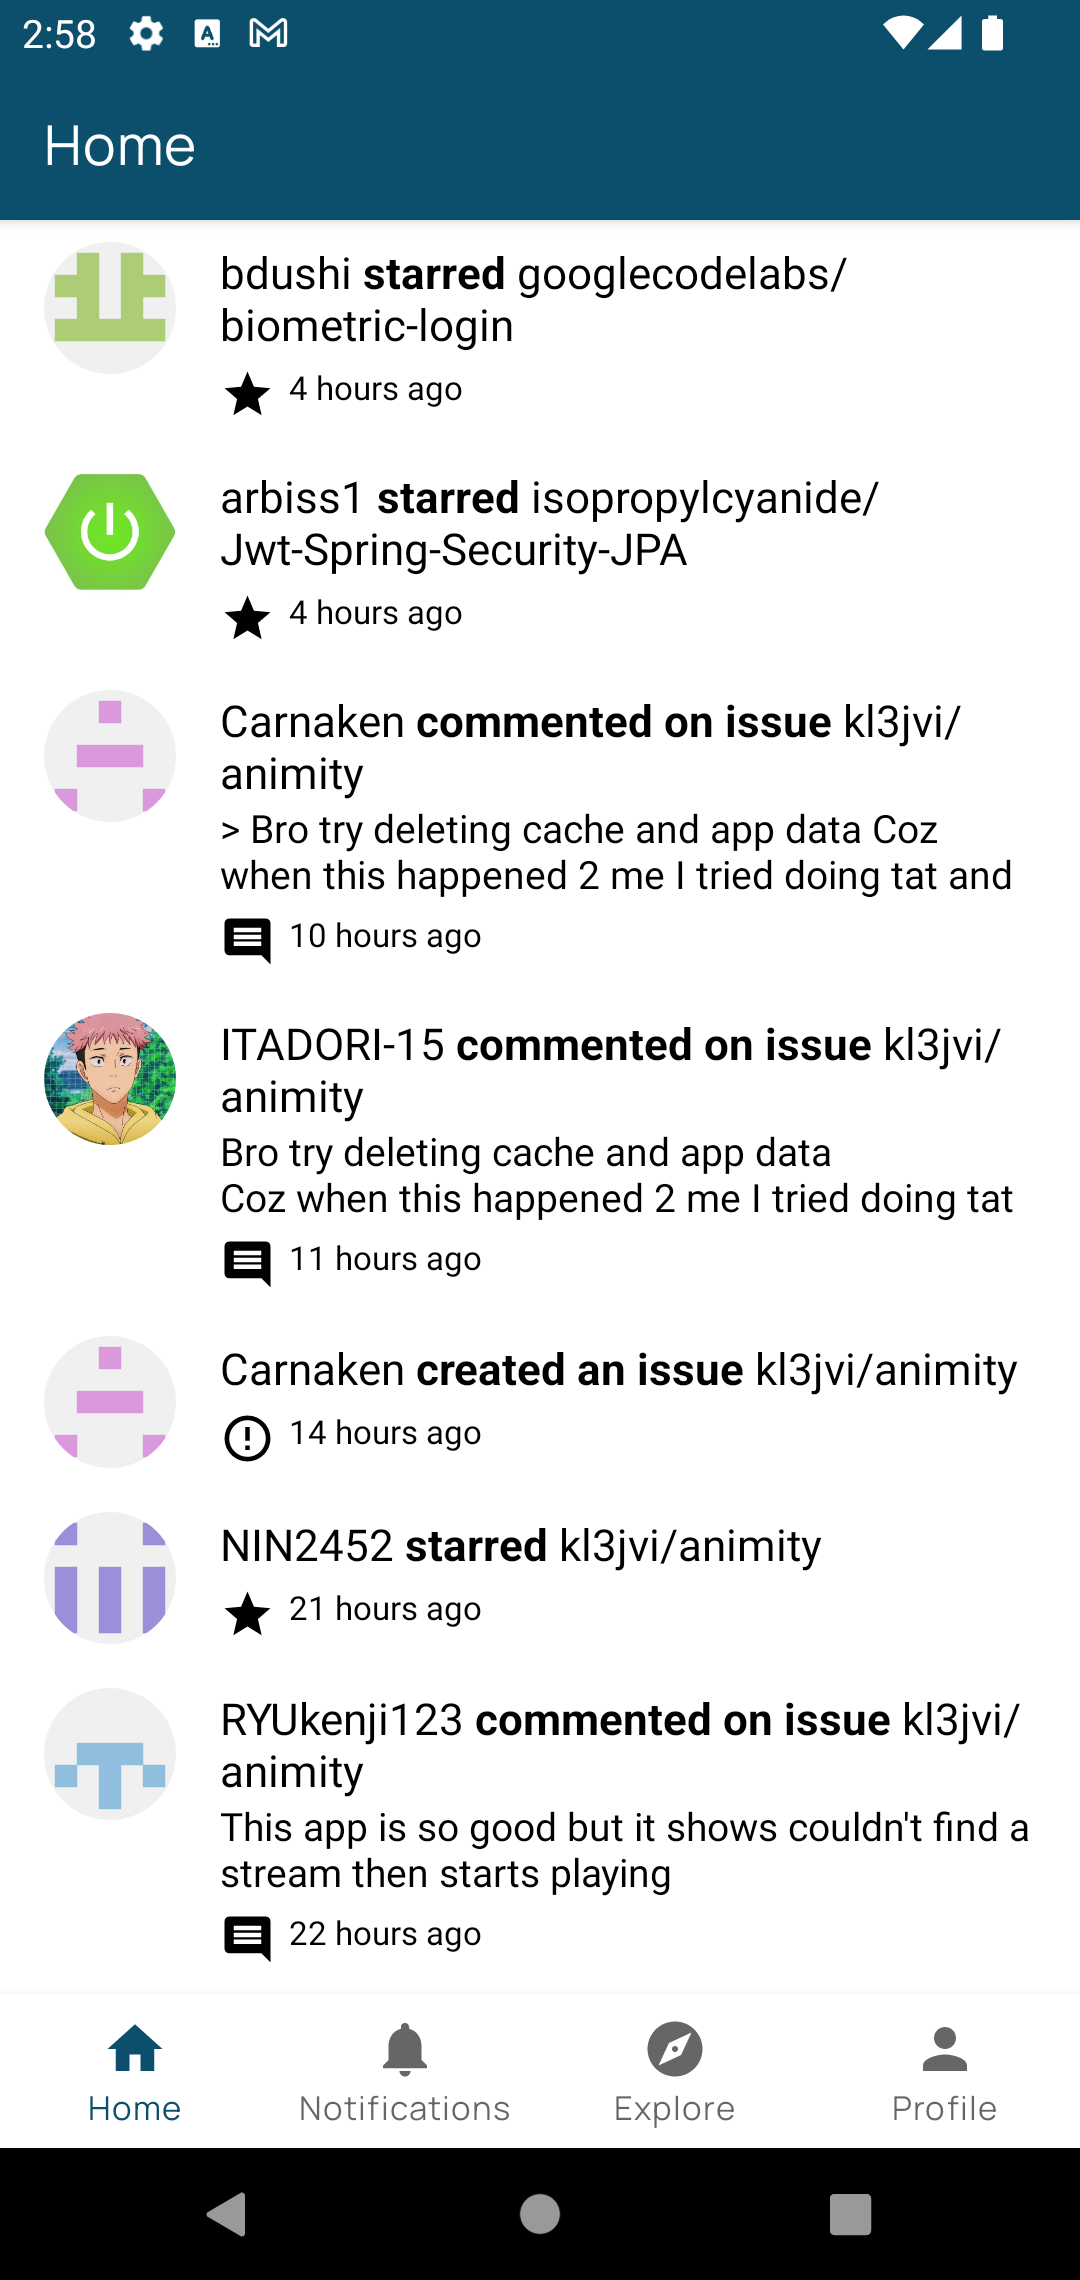 2:58
Home
bdushi starred googlecodelabs/
biometric-login
4 hours ago
arbiss1 starred isopropylcyanide/
Jwt-Spring-Security-JPA
4 hours ago
Carnaken commented on issue kl3jvi/
animity
> Bro try deleting cache and app data Coz
when this happened 2 me I tried doing tat and
10 hours ago
ITADORI-15 commented on issue kl3jvi/
animity
Bro try deleting cache and app data
Coz when this happened 2 me I tried doing tat
11 hours ago
Carnaken created an issue kl3jvi/animity
14 hours ago
NIN2452 starred kl3jvi/animity
21 hours ago
RYUkenji123 commented on issue kl3jvi/
animity
This app is so good but it shows couldn't find a
stream then starts playing
22 hours ago
Home
Notifications
Explore
Profile